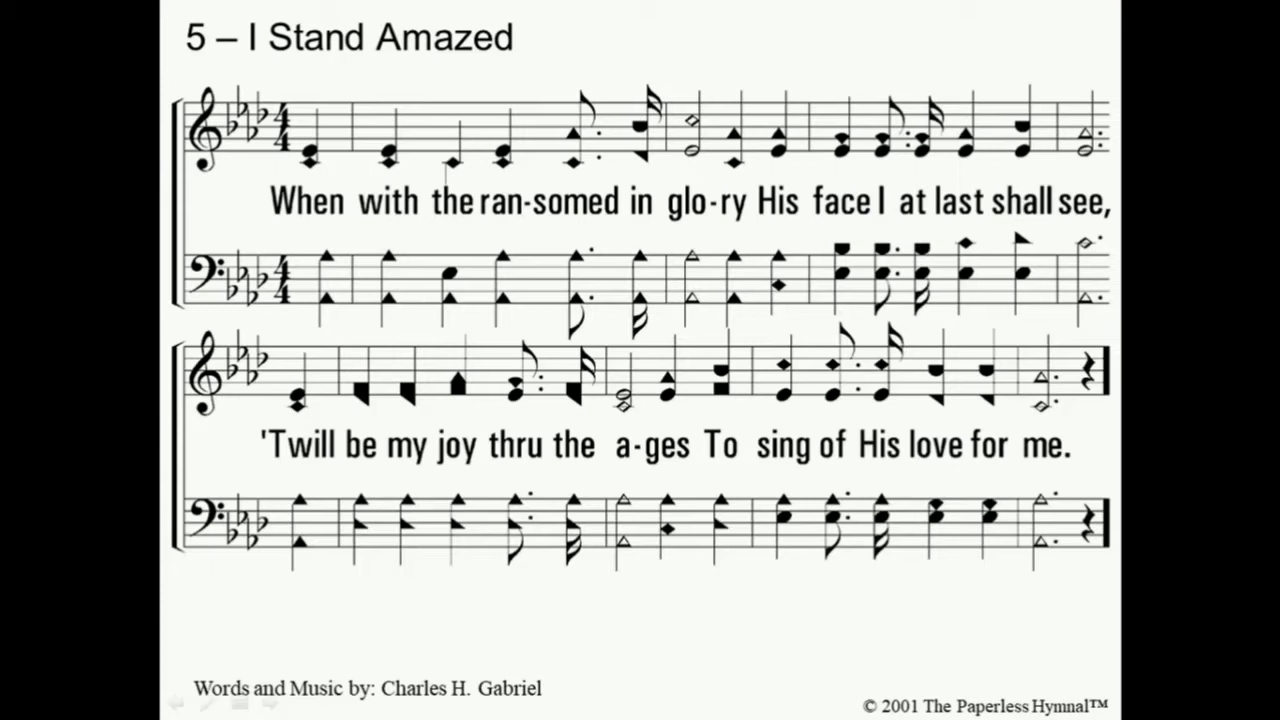 5 – I Stand Amazed
When with the ran-somed in glo-ry His face I at last shall see,
'Twill be my joy thru the a-ges To sing of His love for me.
Words and Music by: Charles H. Gabriel
© 2001 The Paperless Hymnal™